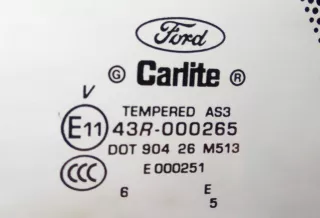 Ford
G Carlite R
V
TEMPERED AS3
E11 43R-000265
DOT 904 26 M513
CCC E 000251
6 E
5